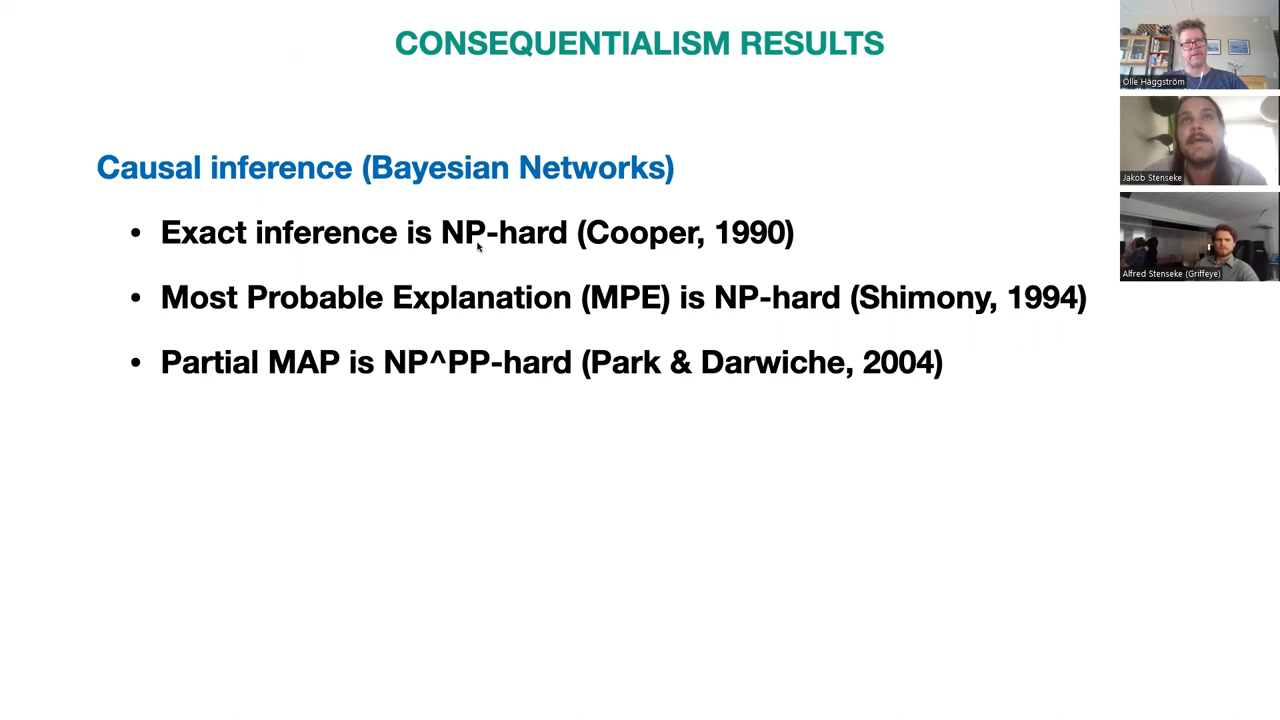 CONSEQUENTIALISM RESULTS
Causal inference (Bayesian Networks)
• Exact inference is NP-hard (Cooper, 1990)
• Most Probable Explanation (MPE) is NP-hard (Shimony, 1994)
• Partial MAP is NP^PP-hard (Park & Darwiche, 2004)
Olle Häggström
Jakob Stenseke
Alfred Stenseke (Griffeye)